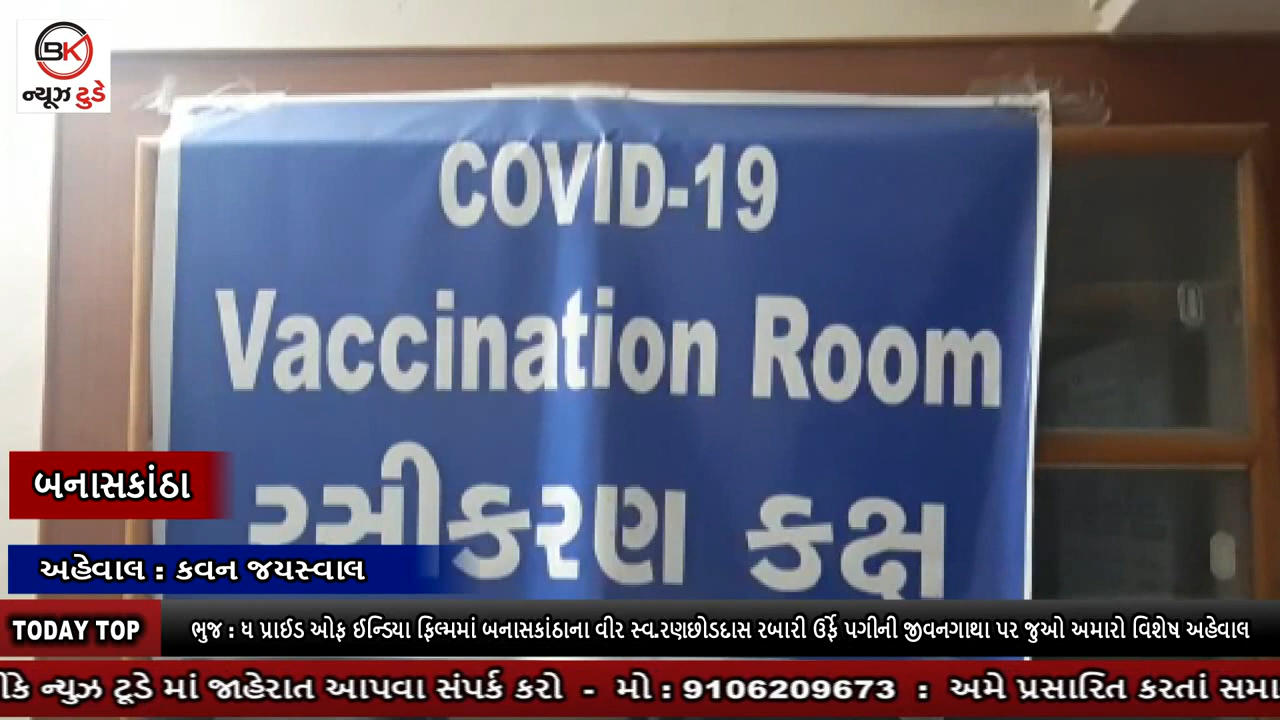 BK
ન્યૂઝ ટુડે
COVID-19
Vaccination Room
રસીકરણ કક્ષ
બનાસકાંઠા
અહેવાલ : કવન જયસ્વાલ
TODAY TOP
ભુજ : ધ પ્રાઈડ ઓફ ઈન્ડિયા ફિલ્મમાં બનાસકાંઠાના વીર સ્વ.રણછોડદાસ રબારી ઉર્ફે પગીની જીવનગાથા પર જુઓ અમારો વિશેષ અહેવાલ
કે ન્યુઝ ટૂડે માં જાહેરાત આપવા સંપર્ક કરો - મો : 9106209673 : અમે પ્રસારિત કરતાં સમા